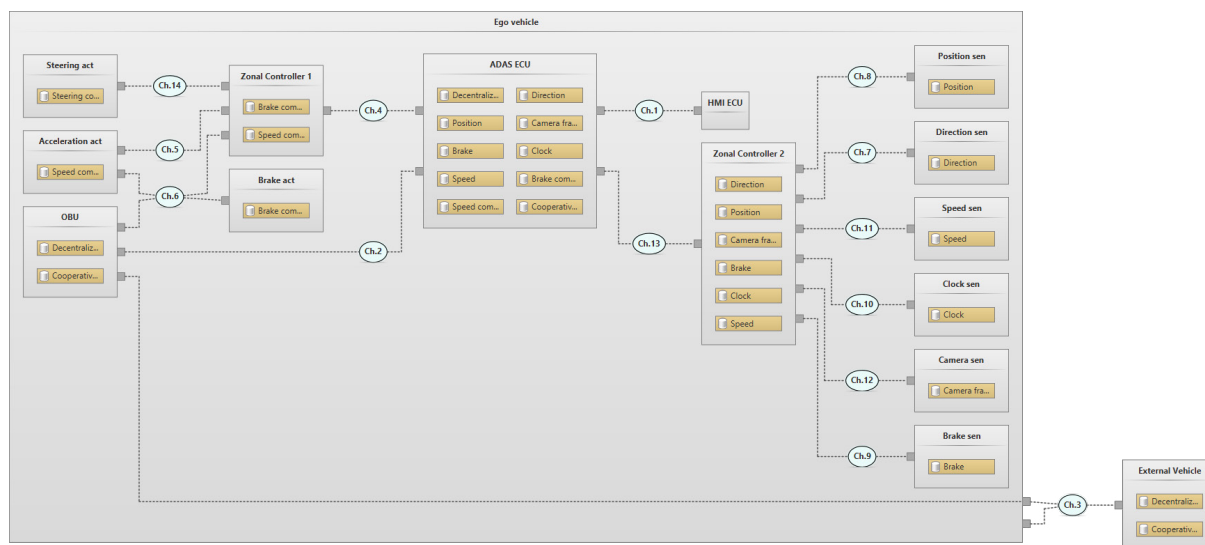 Ego vehicle
Steering act
Steering co...
Ch.14
Acceleration act
Speed com...
Ch.5
Ch.6
OBU
Decentraliz...
Cooperativ...
Zonal Controller 1
Brake com...
Speed com...
Brake act
Brake com...
Ch.4
Ch.2
ADAS ECU
Decentraliz...
Direction
Position
Camera fra...
Brake
Clock
Speed
Brake com...
Speed com...
Cooperativ...
Ch.1
HMI ECU
Ch.13
Zonal Controller 2
Direction
Position
Camera fra...
Brake
Clock
Speed
Ch.8
Position sen
Position
Ch.7
Direction sen
Direction
Ch.11
Speed sen
Speed
Ch.10
Clock sen
Clock
Ch.12
Camera sen
Camera fra...
Ch.9
Brake sen
Brake
Ch.3
External Vehicle
Decentraliz...
Cooperativ...